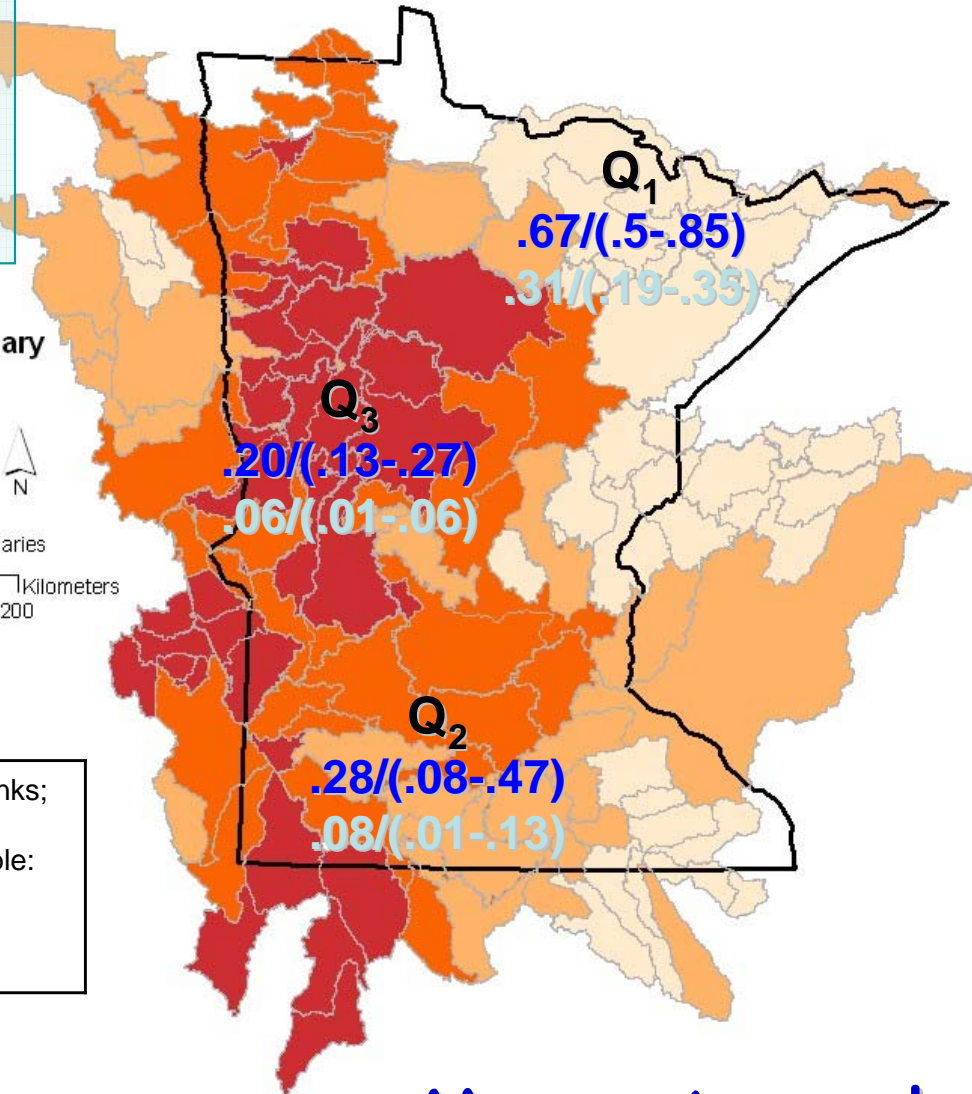 Q1
.67/(.5-.85)
.31/(.19-.35)
ary
Q3
.20/(.13-.27)
.06/(.01-.06)
N
aries
Kilometers
200
Q2
.28/(.08-.47)
.08/(.01-.13)
nks;
ole: